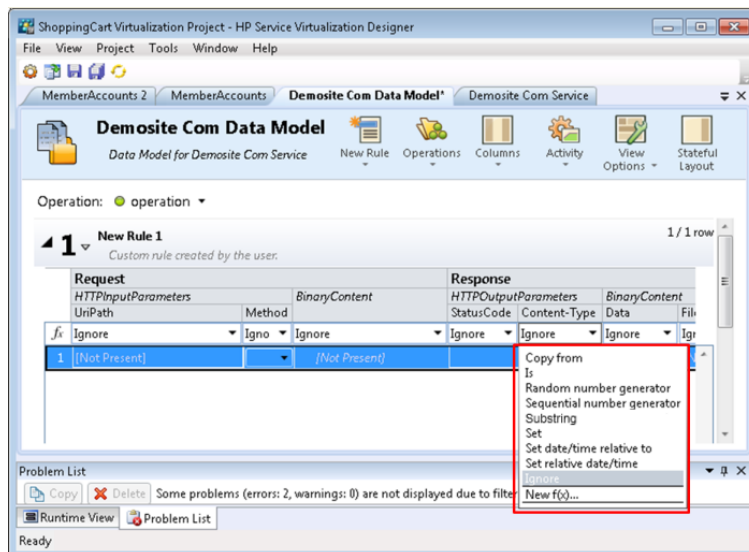 ShoppingCart Virtualization Project - HP Service Virtualization Designer
File View Project Tools Window Help
MemberAccounts 2 MemberAccounts Demosite Com Data Model* Demosite Com Service
Demosite Com Data Model
Data Model for Demosite Com Service
New Rule Operations Columns Activity View Options Stateful Layout
Operation: operation
1 New Rule 1 1 / 1 row
Custom rule created by the user.
Request Response
HTTPInputParameters BinaryContent HTTPOutputParameters BinaryContent
UriPath Method StatusCode Content-Type Data File
fx Ignore Igno Ignore Ignore Ignore Ignore Igr
1 [Not Present] [Not Present]
Copy from
Is
Random number generator
Sequential number generator
Substring
Set
Set date/time relative to
Set relative date/time
Ignore
New f(x)...
Problem List
Copy Delete Some problems (errors: 2, warnings: 0) are not displayed due to filter
Runtime View Problem List
Ready